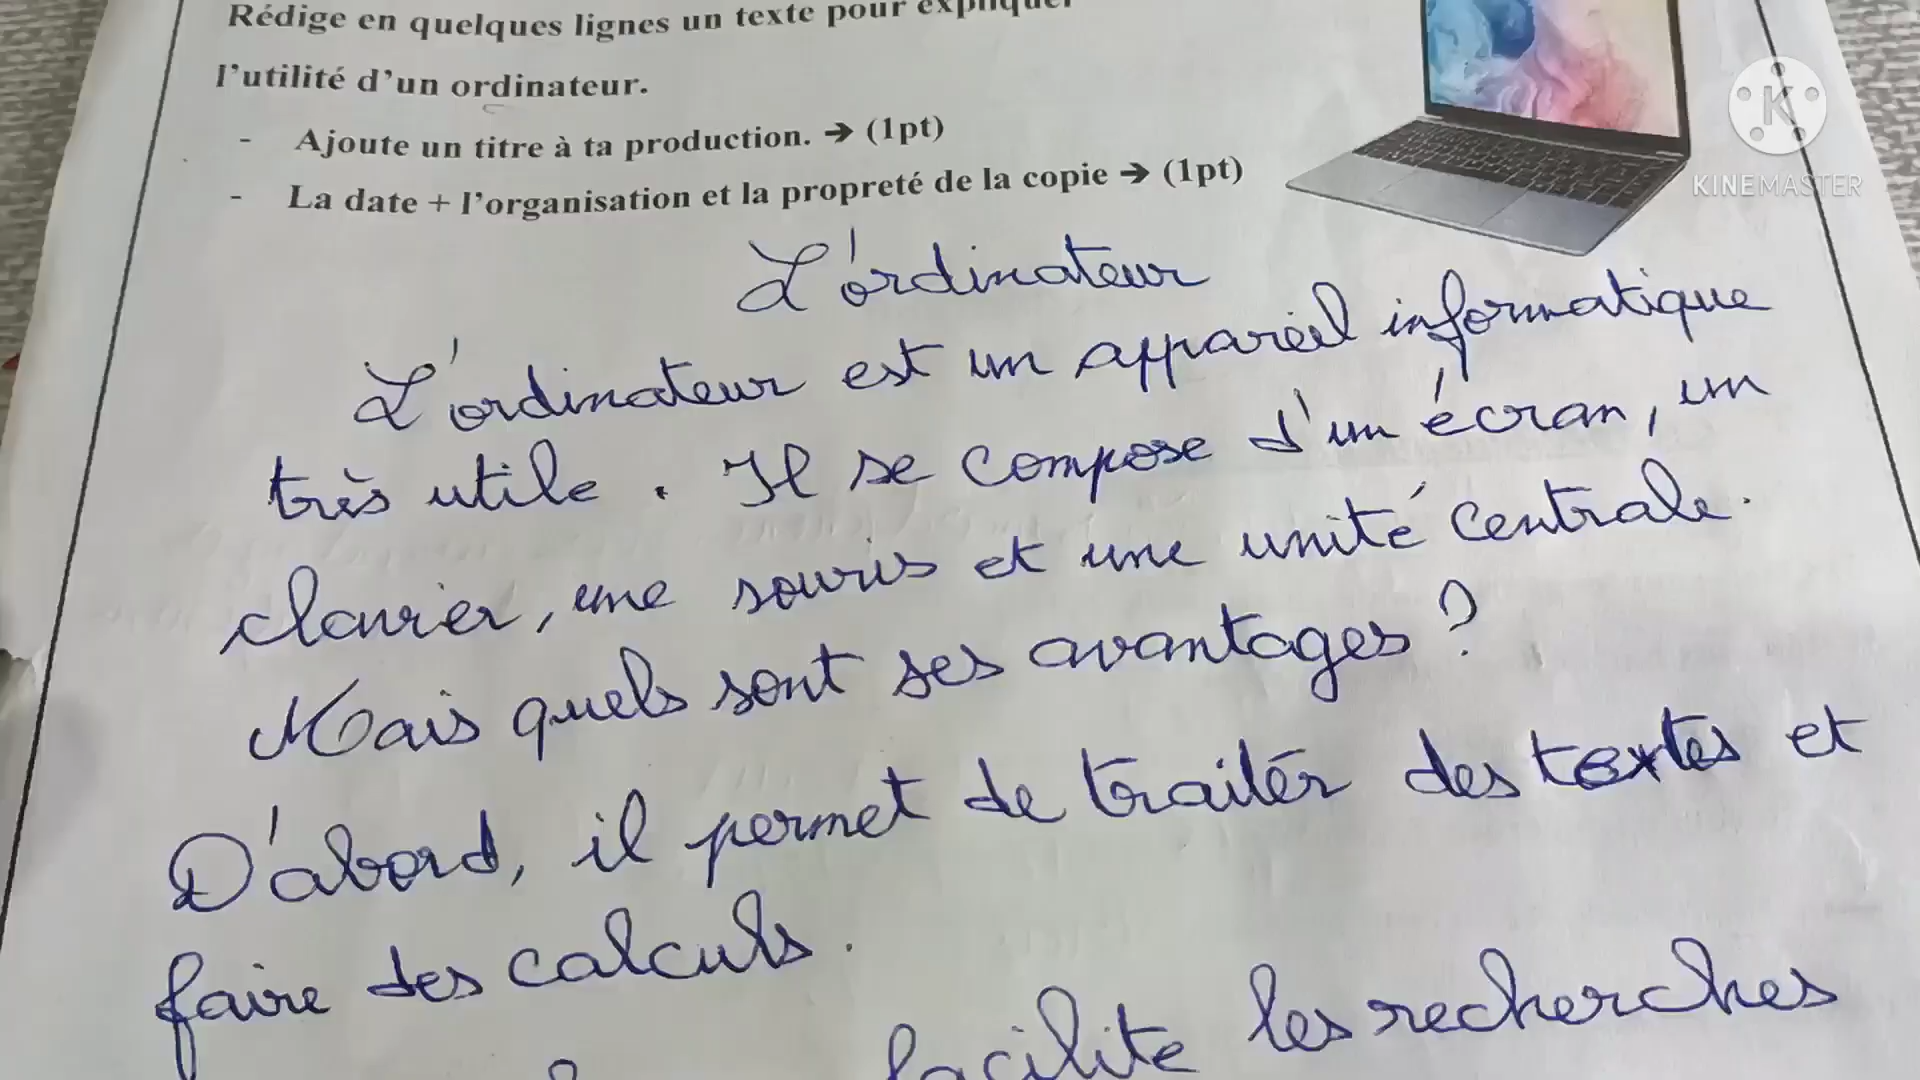 Rédige en quelques lignes un texte pour expliquer
l'utilité d'un ordinateur.
- Ajoute un titre à ta production. → (1pt)
- La date + l'organisation et la propreté de la copie → (1pt)
K
KINEMASTER
L'ordinateur
L'ordinateur est un appareil informatique
très utile. Il se compose d'un écran, un
clavier, une souris et une unité centrale.
Mais quels sont ses avantages ?
D'abord, il permet de traiter des textes et
faire des calculs.
facilite les recherches